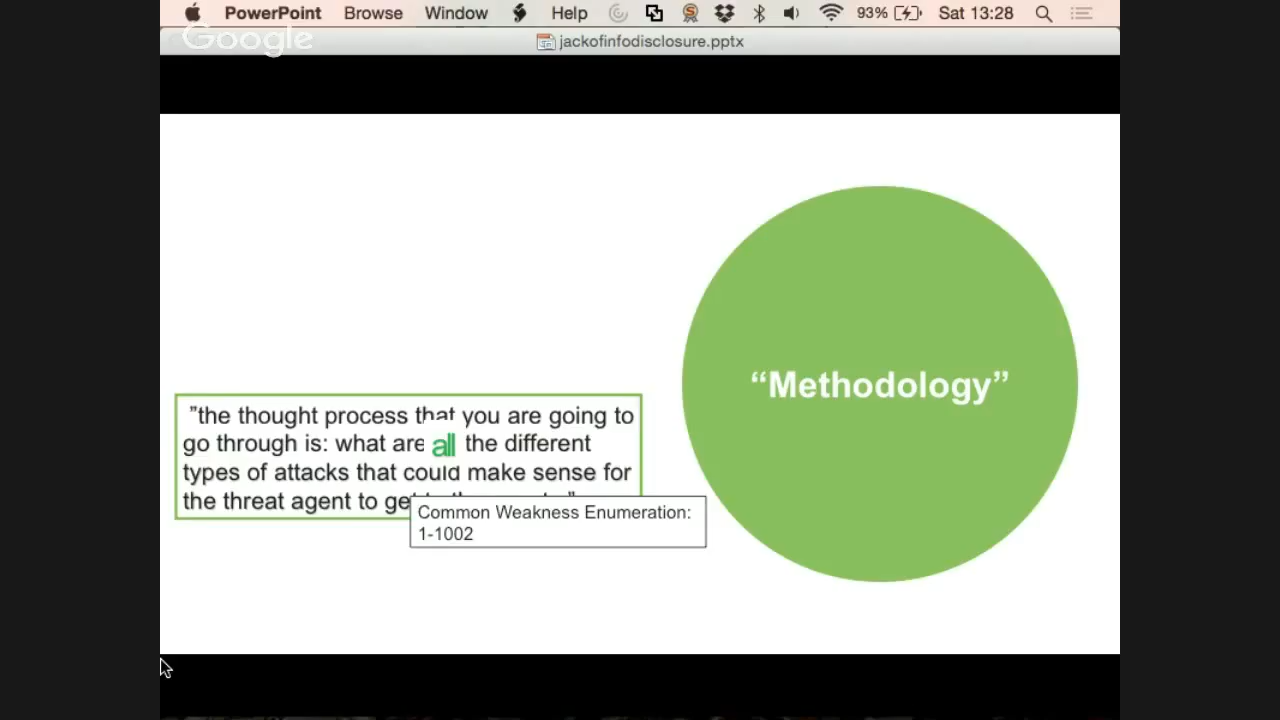 PowerPoint Browse Window Help 93% Sat 13:28
Google
jackofinfodisclosure.pptx
"the thought process that you are going to
go through is: what are all the different
types of attacks that could make sense for
the threat agent to get
Common Weakness Enumeration:
1-1002
“Methodology”